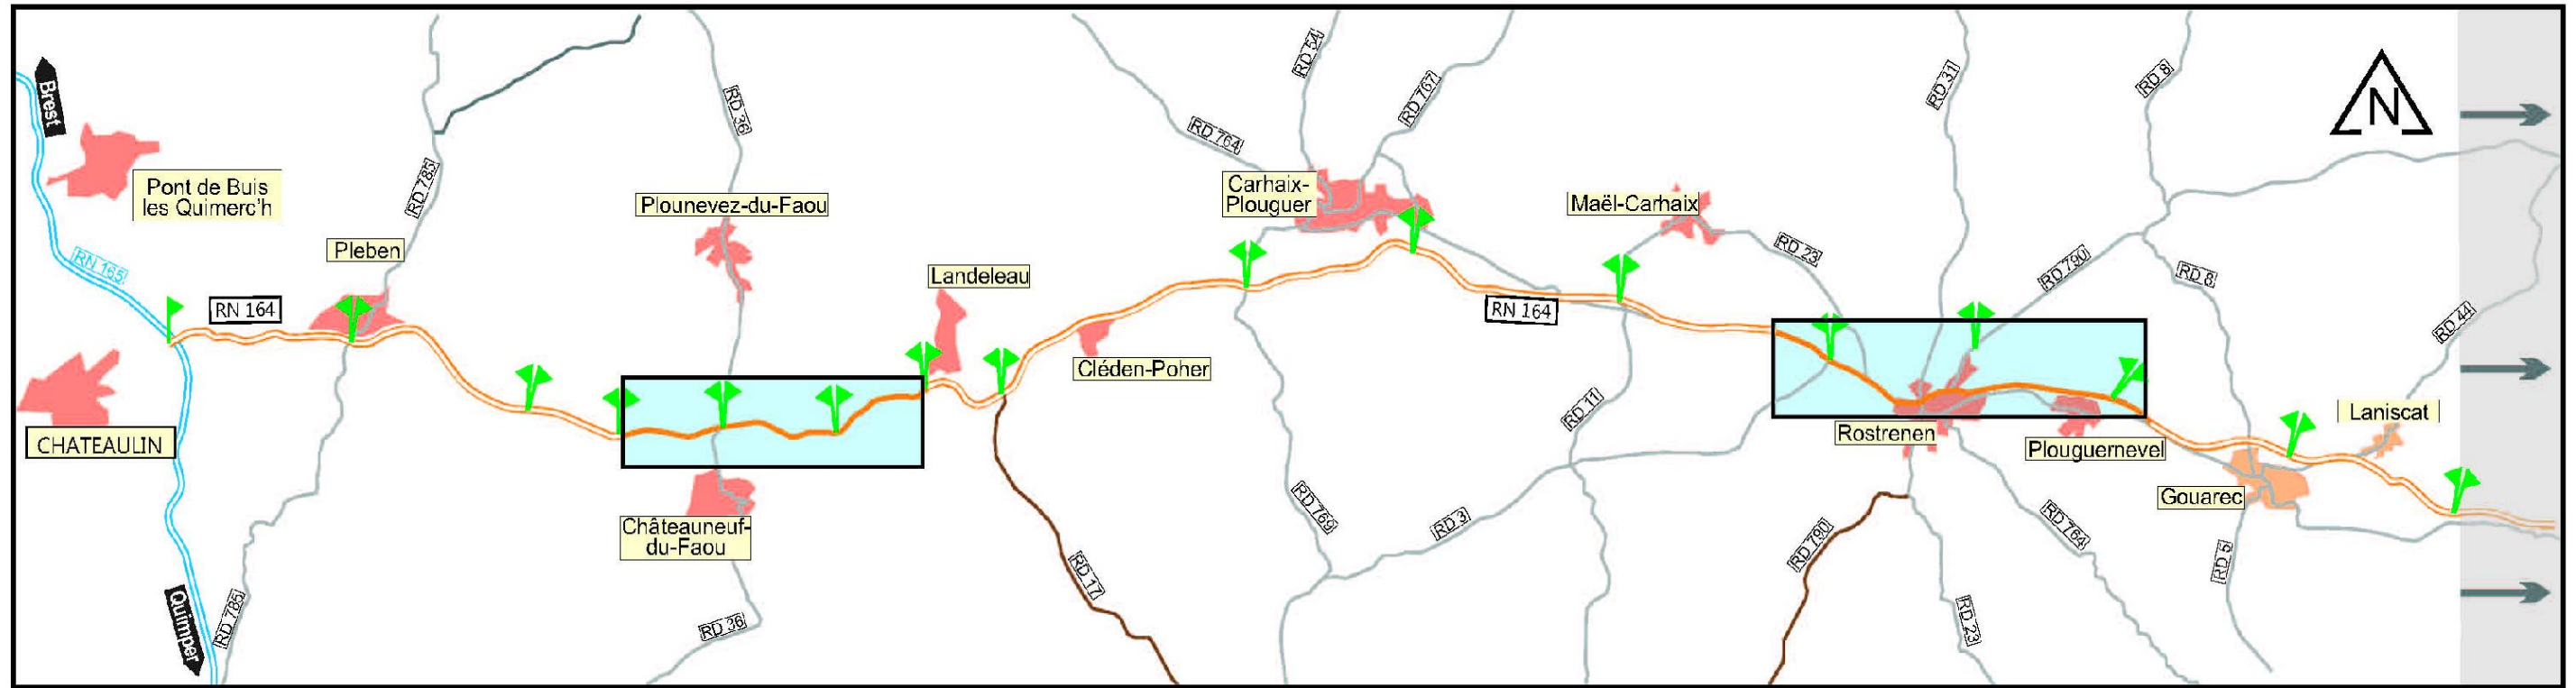 Brest
Pont de Buis
les Quimerc'h
RN 165
RN 164
Pleben
RD 785
CHATEAULIN
Quimper
RD 785
RD 36
Plounevez-du-Faou
Châteauneuf-
du-Faou
RD 36
Landeleau
Cléden-Poher
RD 17
RD 764
RD 54
RD 767
Carhaix-
Plouguer
RN 164
RD 769
RD 3
RD 11
Maël-Carhaix
RD 23
RD 31
RD 8
RD 790
RD 8
RD 44
N
Rostrenen
Plouguernevel
Gouarec
Laniscat
RD 790
RD 23
RD 764
RD 5